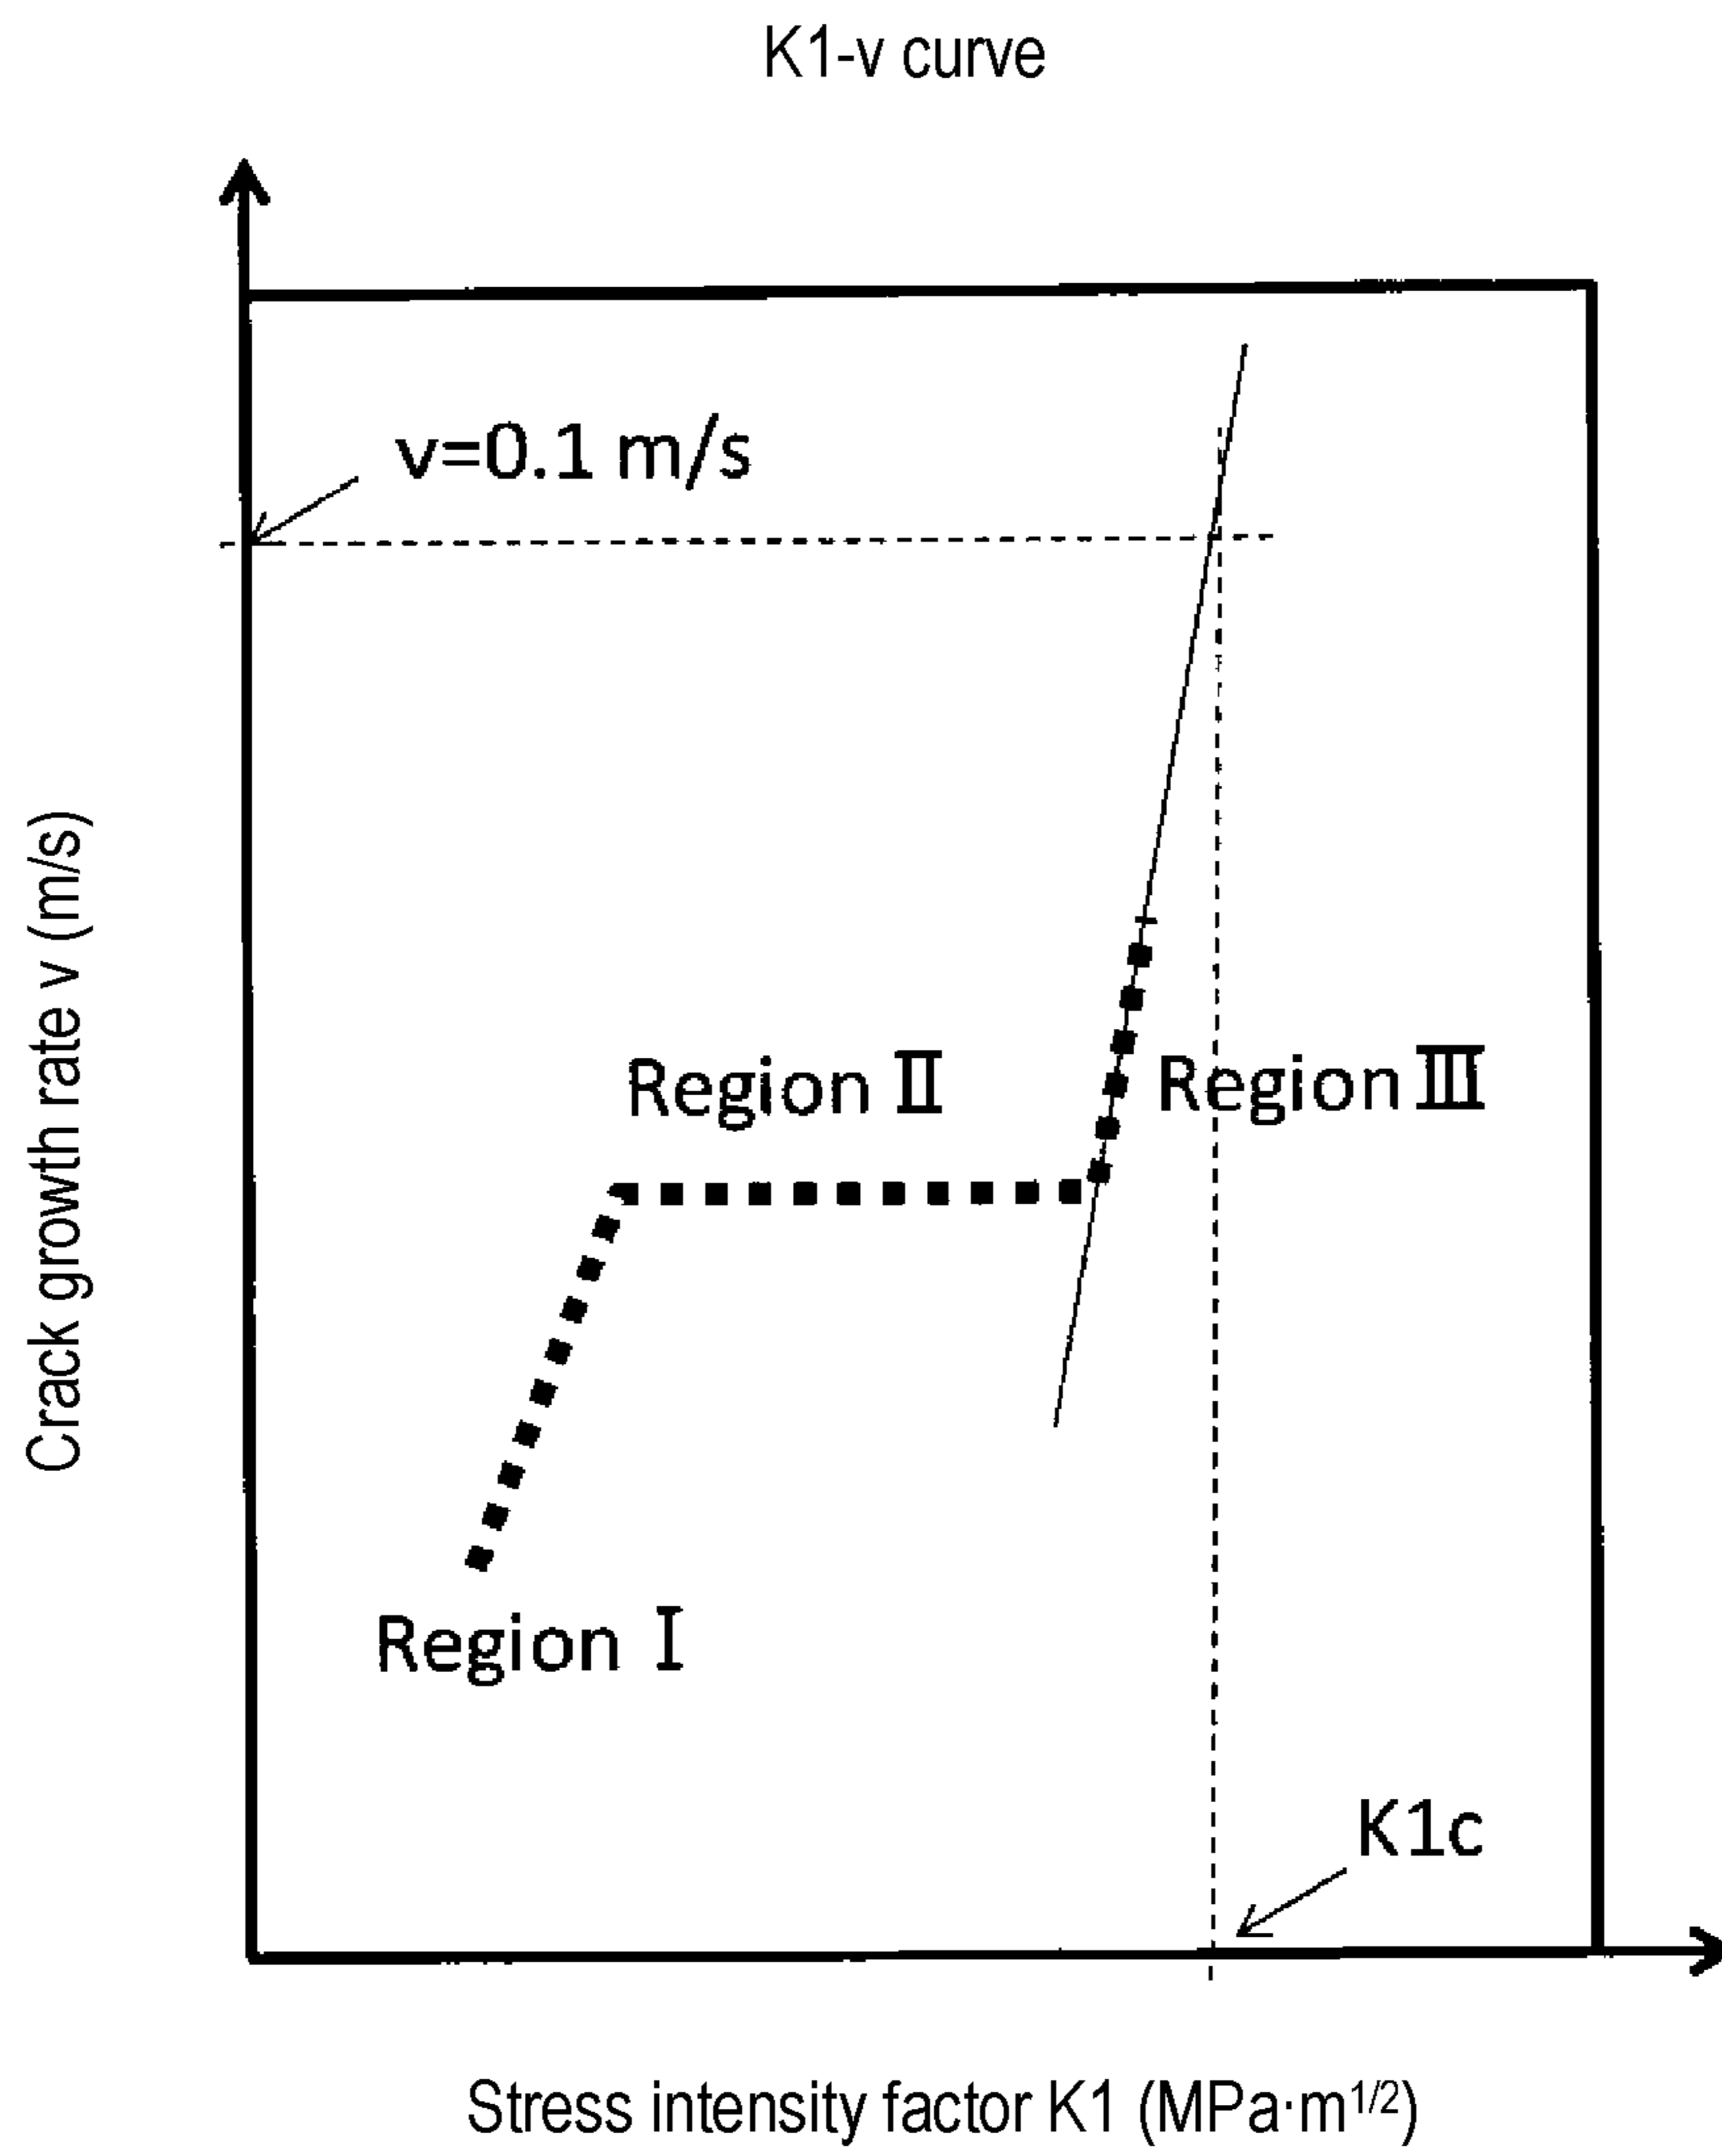 K1-v curve
v=0.1 m/s
Crack growth rate v (m/s)
Region Ⅱ
Region Ⅲ
Region Ⅰ
K1c
Stress intensity factor K1 (MPa·m1/2)